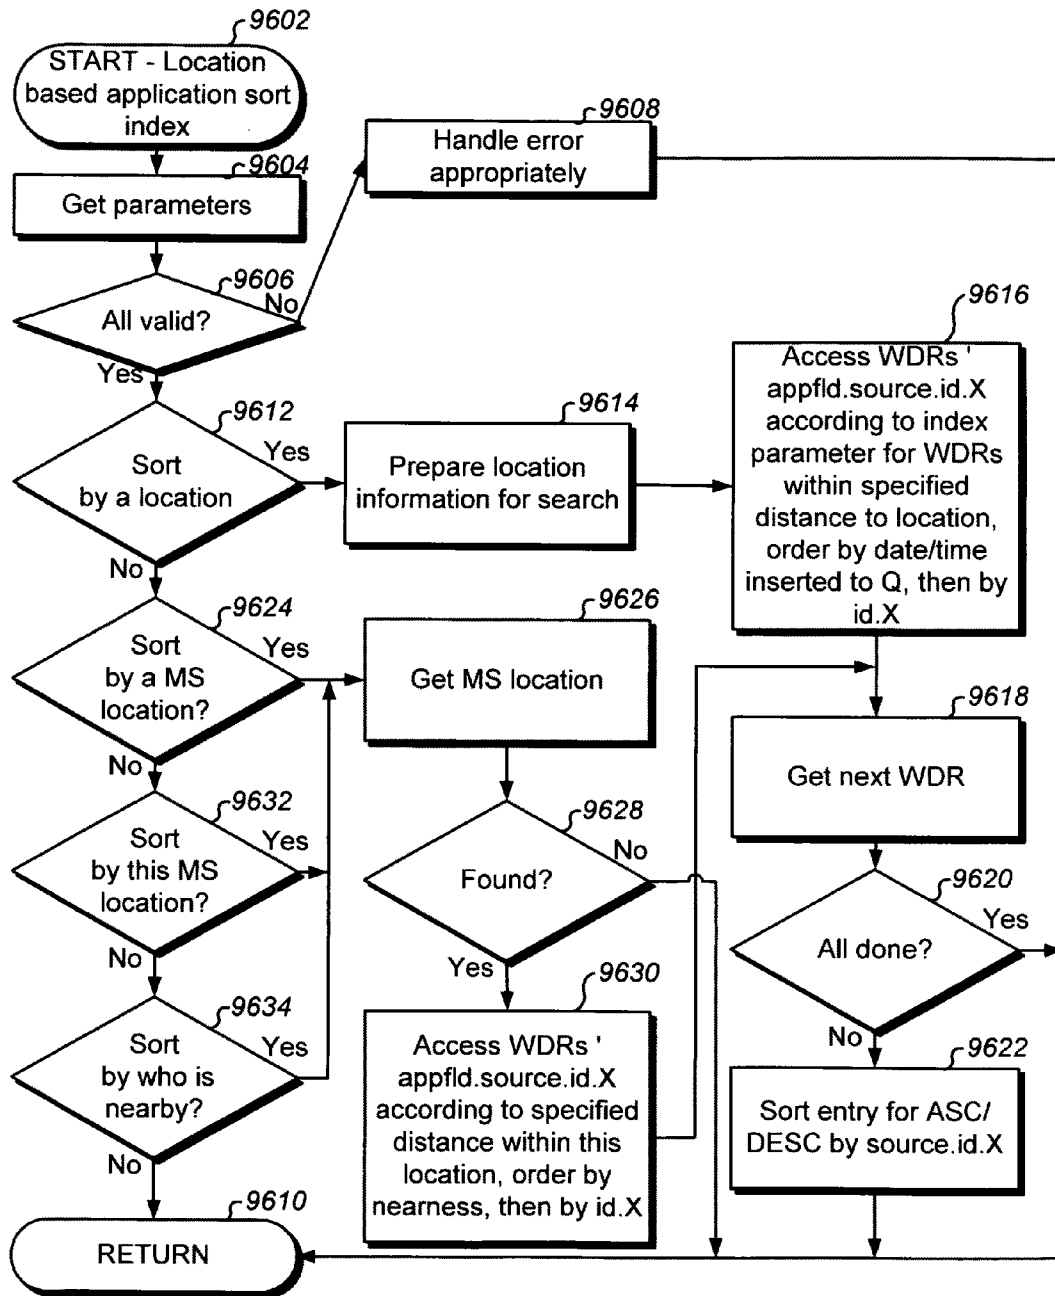 9602
START - Location
based application sort
index
9604
Get parameters
9606
All valid?
No
Yes
9608
Handle error
appropriately
9612
Sort
by a location
Yes
No
9614
Prepare location
information for search
9616
Access WDRs '
appfld.source.id.X
according to index
parameter for WDRs
within specified
distance to location,
order by date/time
inserted to Q, then by
id.X
9624
Sort
by a MS
location?
Yes
No
9626
Get MS location
9618
Get next WDR
9632
Sort
by this MS
location?
Yes
No
9628
Found?
No
Yes
9620
All done?
Yes
No
9634
Sort
by who is
nearby?
Yes
No
9630
Access WDRs '
appfld.source.id.X
according to specified
distance within this
location, order by
nearness, then by id.X
9622
Sort entry for ASC/
DESC by source.id.X
9610
RETURN